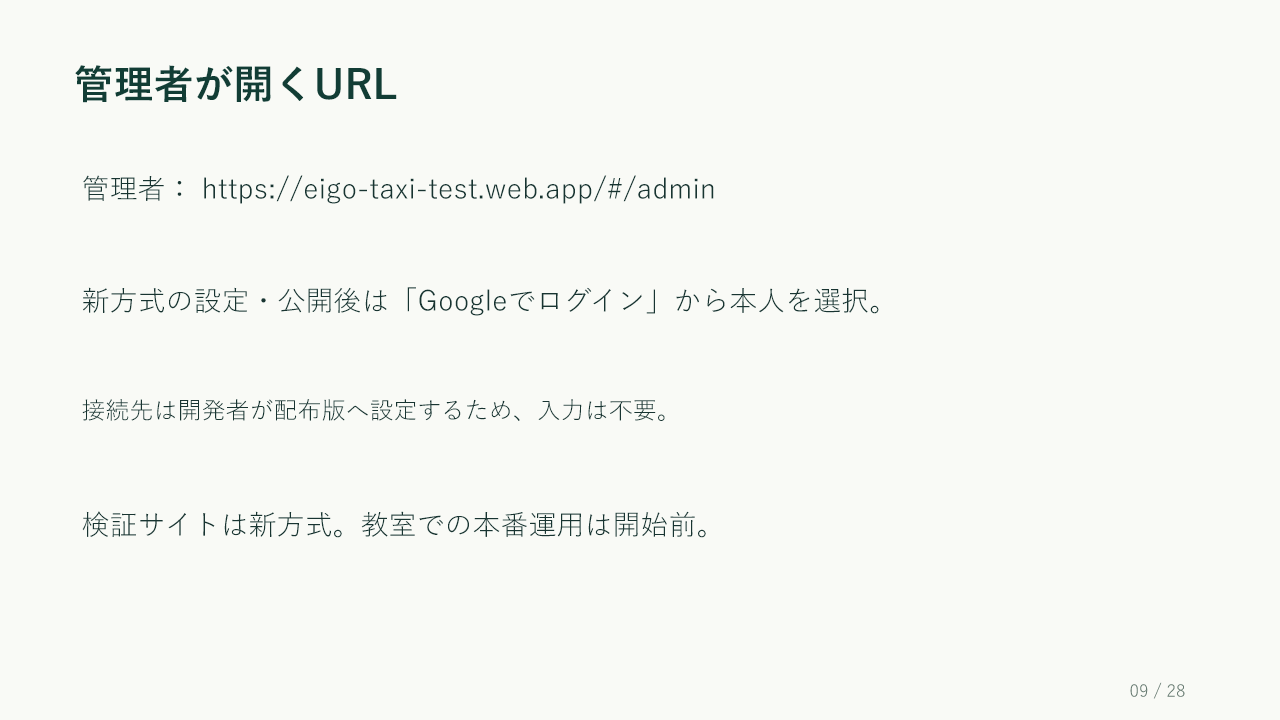 管理者が開くURL
管理者： https://eigo-taxi-test.web.app/#/admin
新方式の設定・公開後は「Googleでログイン」から本人を選択。
接続先は開発者が配布版へ設定するため、入力は不要。
検証サイトは新方式。教室での本番運用は開始前。
09 / 28